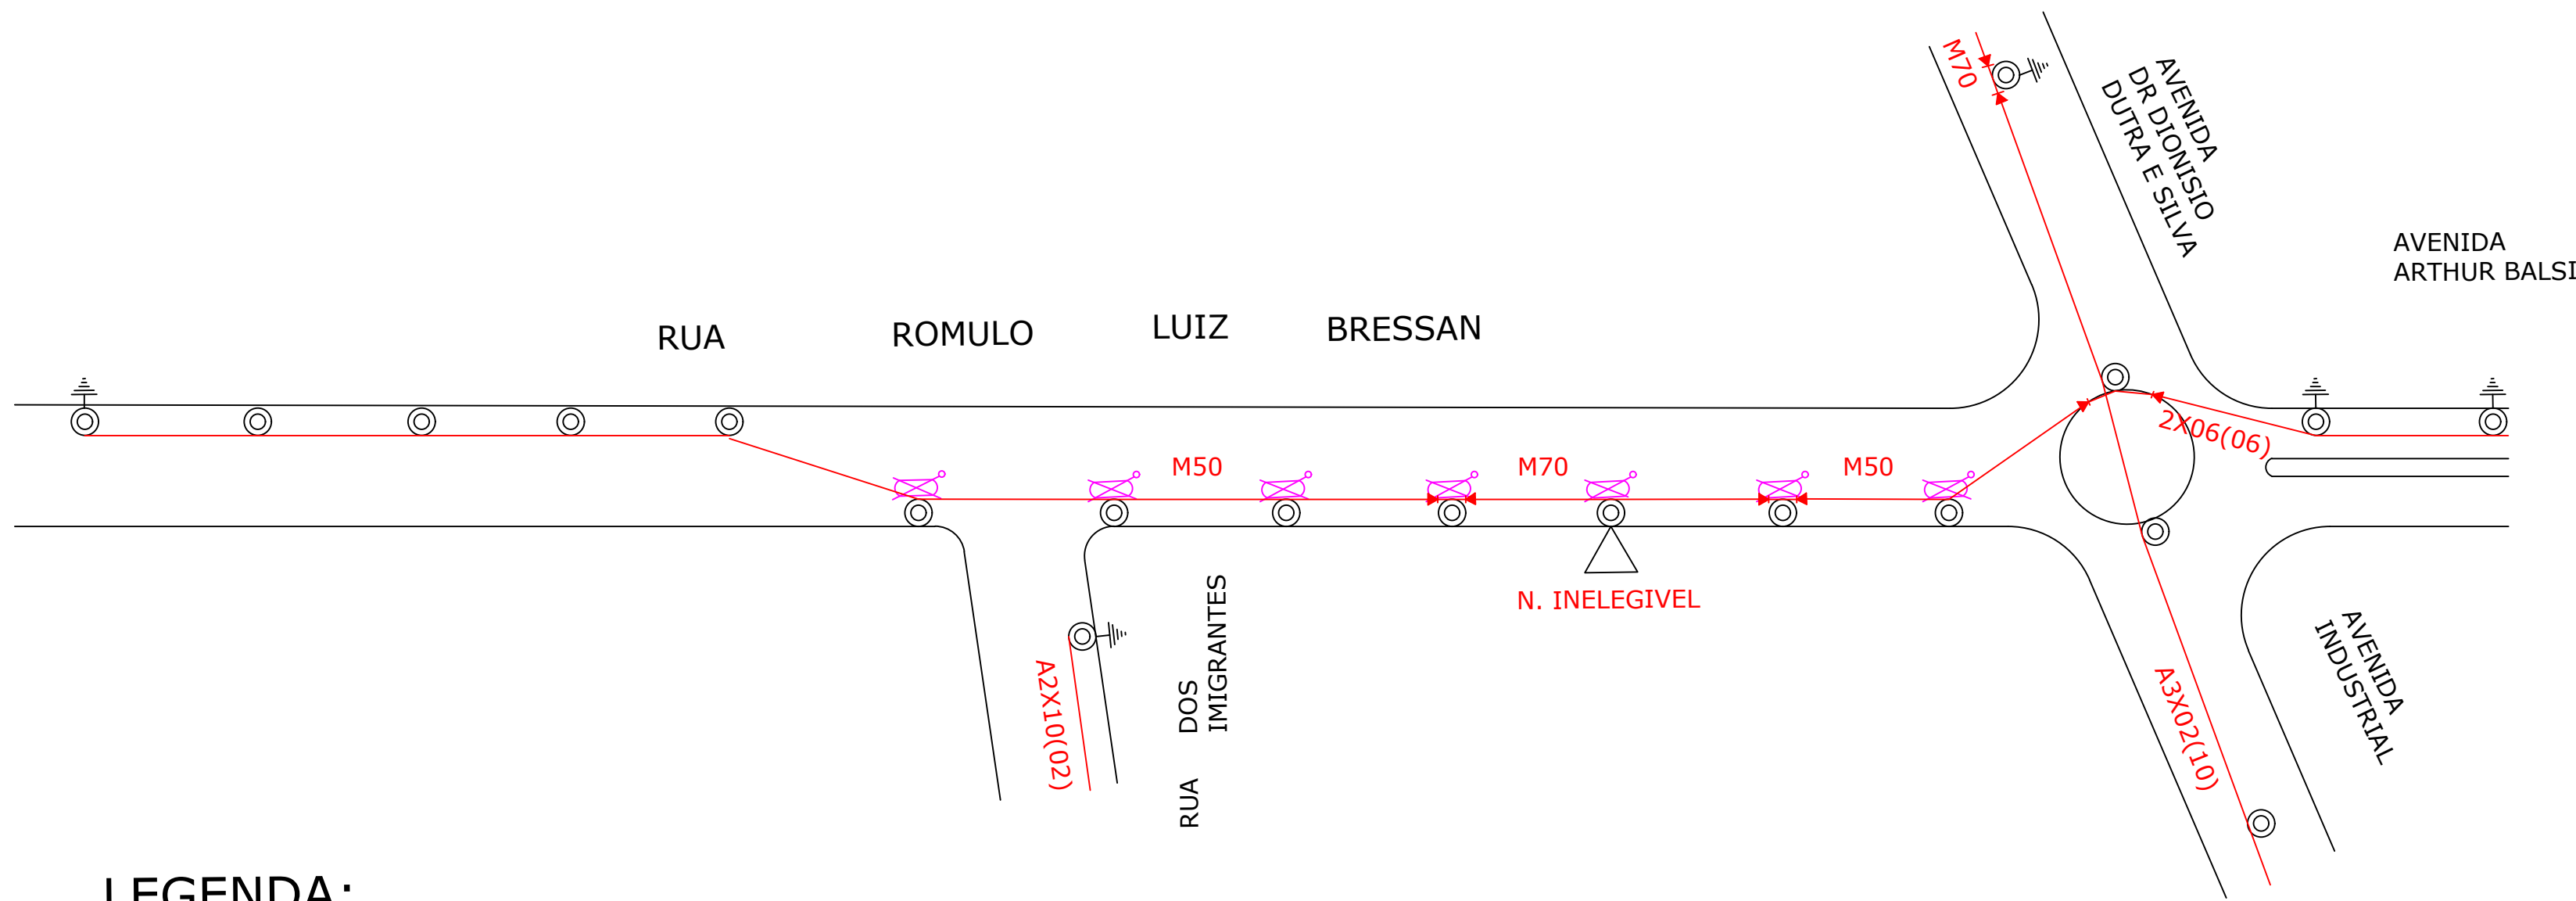 M70
AVENIDA
DR DIONISIO
DUTRA E SILVA
AVENIDA
ARTHUR BALSI
RUA ROMULO LUIZ BRESSAN
2X06(06)
M50 M70 M50
N. INELEGIVEL
A2X10(02)
RUA DOS
IMIGRANTES
A3X02(10)
AVENIDA
INDUSTRIAL
LEGENDA: